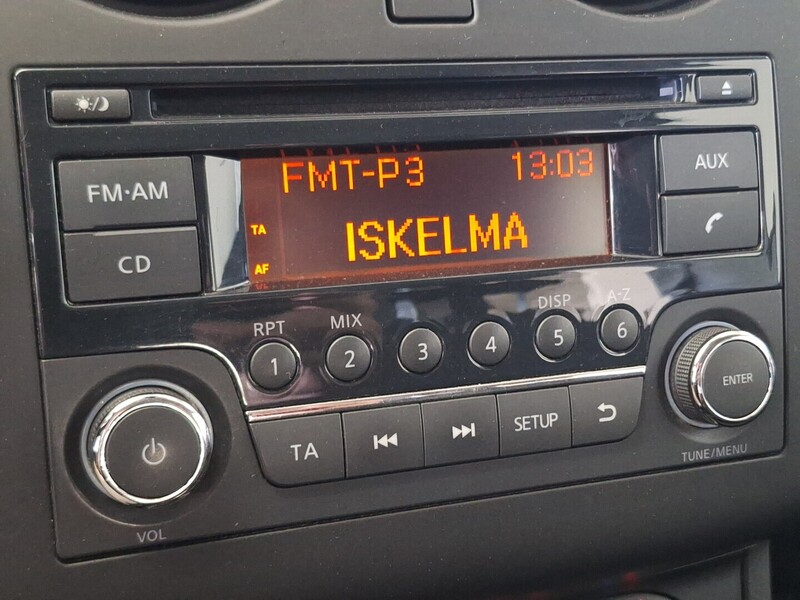 FMT-P3 13:03
TA
ISKELMA
AF
FM·AM
CD
AUX
RPT
MIX
DISP
A-Z
1
2
3
4
5
6
TA
SETUP
ENTER
VOL
TUNE/MENU